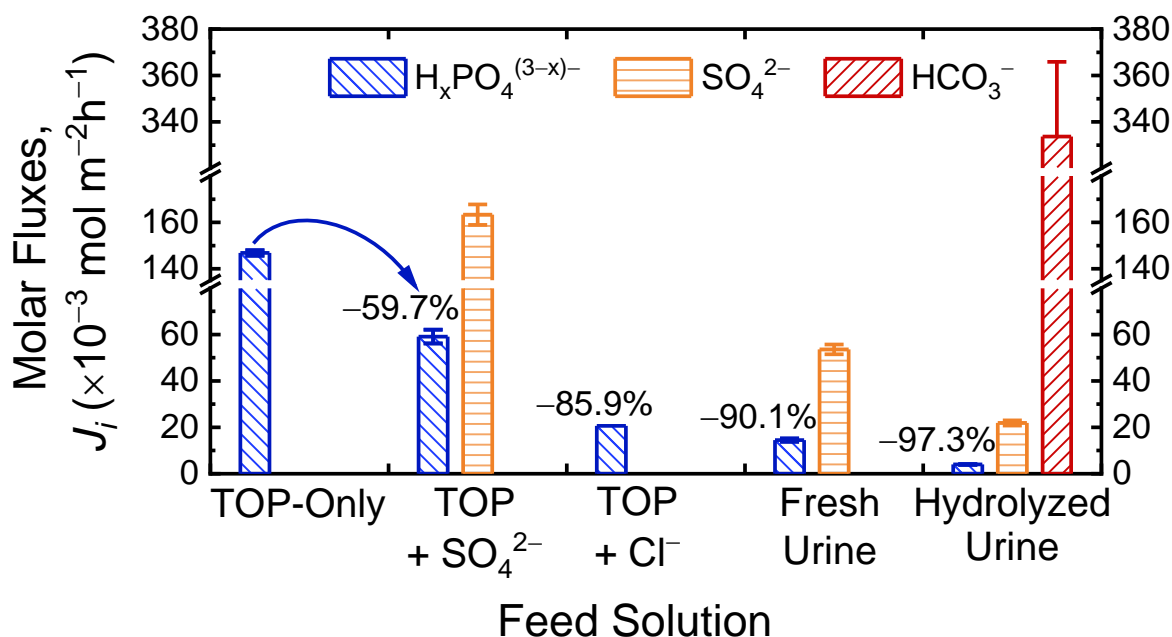 Molar Fluxes,
J_i (×10⁻³ mol m⁻²h⁻¹)
380
360
340
160
140
60
40
20
0
H_xPO₄^(3−x)− SO₄²⁻ HCO₃⁻
−59.7%
−85.9%
−90.1%
−97.3%
380
360
340
160
140
60
40
20
0
TOP-Only
TOP
+ SO₄²⁻
TOP
+ Cl⁻
Fresh
Urine
Hydrolyzed
Urine
Feed Solution